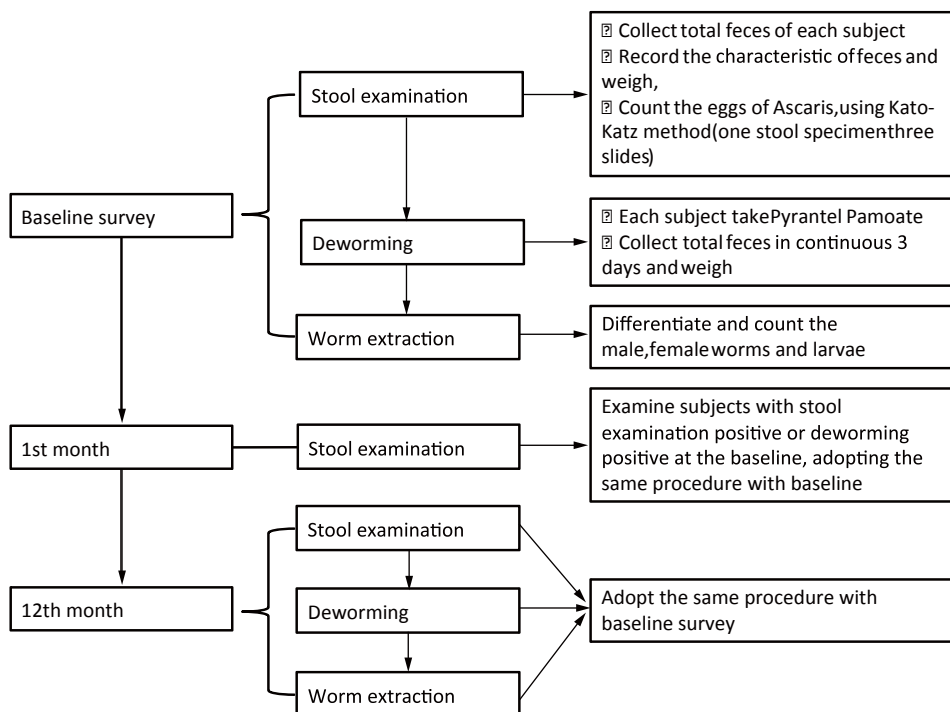 Baseline survey
Stool examination
⍰ Collect total feces of each subject
⍰ Record the characteristic of feces and
weigh,
⍰ Count the eggs of Ascaris,using Kato-
Katz method(one stool specimen-three
slides)
Deworming
⍰ Each subject takePyrantel Pamoate
⍰ Collect total feces in continuous 3
days and weigh
Worm extraction
Differentiate and count the
male,female worms and larvae
1st month
Stool examination
Examine subjects with stool
examination positive or deworming
positive at the baseline, adopting the
same procedure with baseline
12th month
Stool examination
Deworming
Worm extraction
Adopt the same procedure with
baseline survey